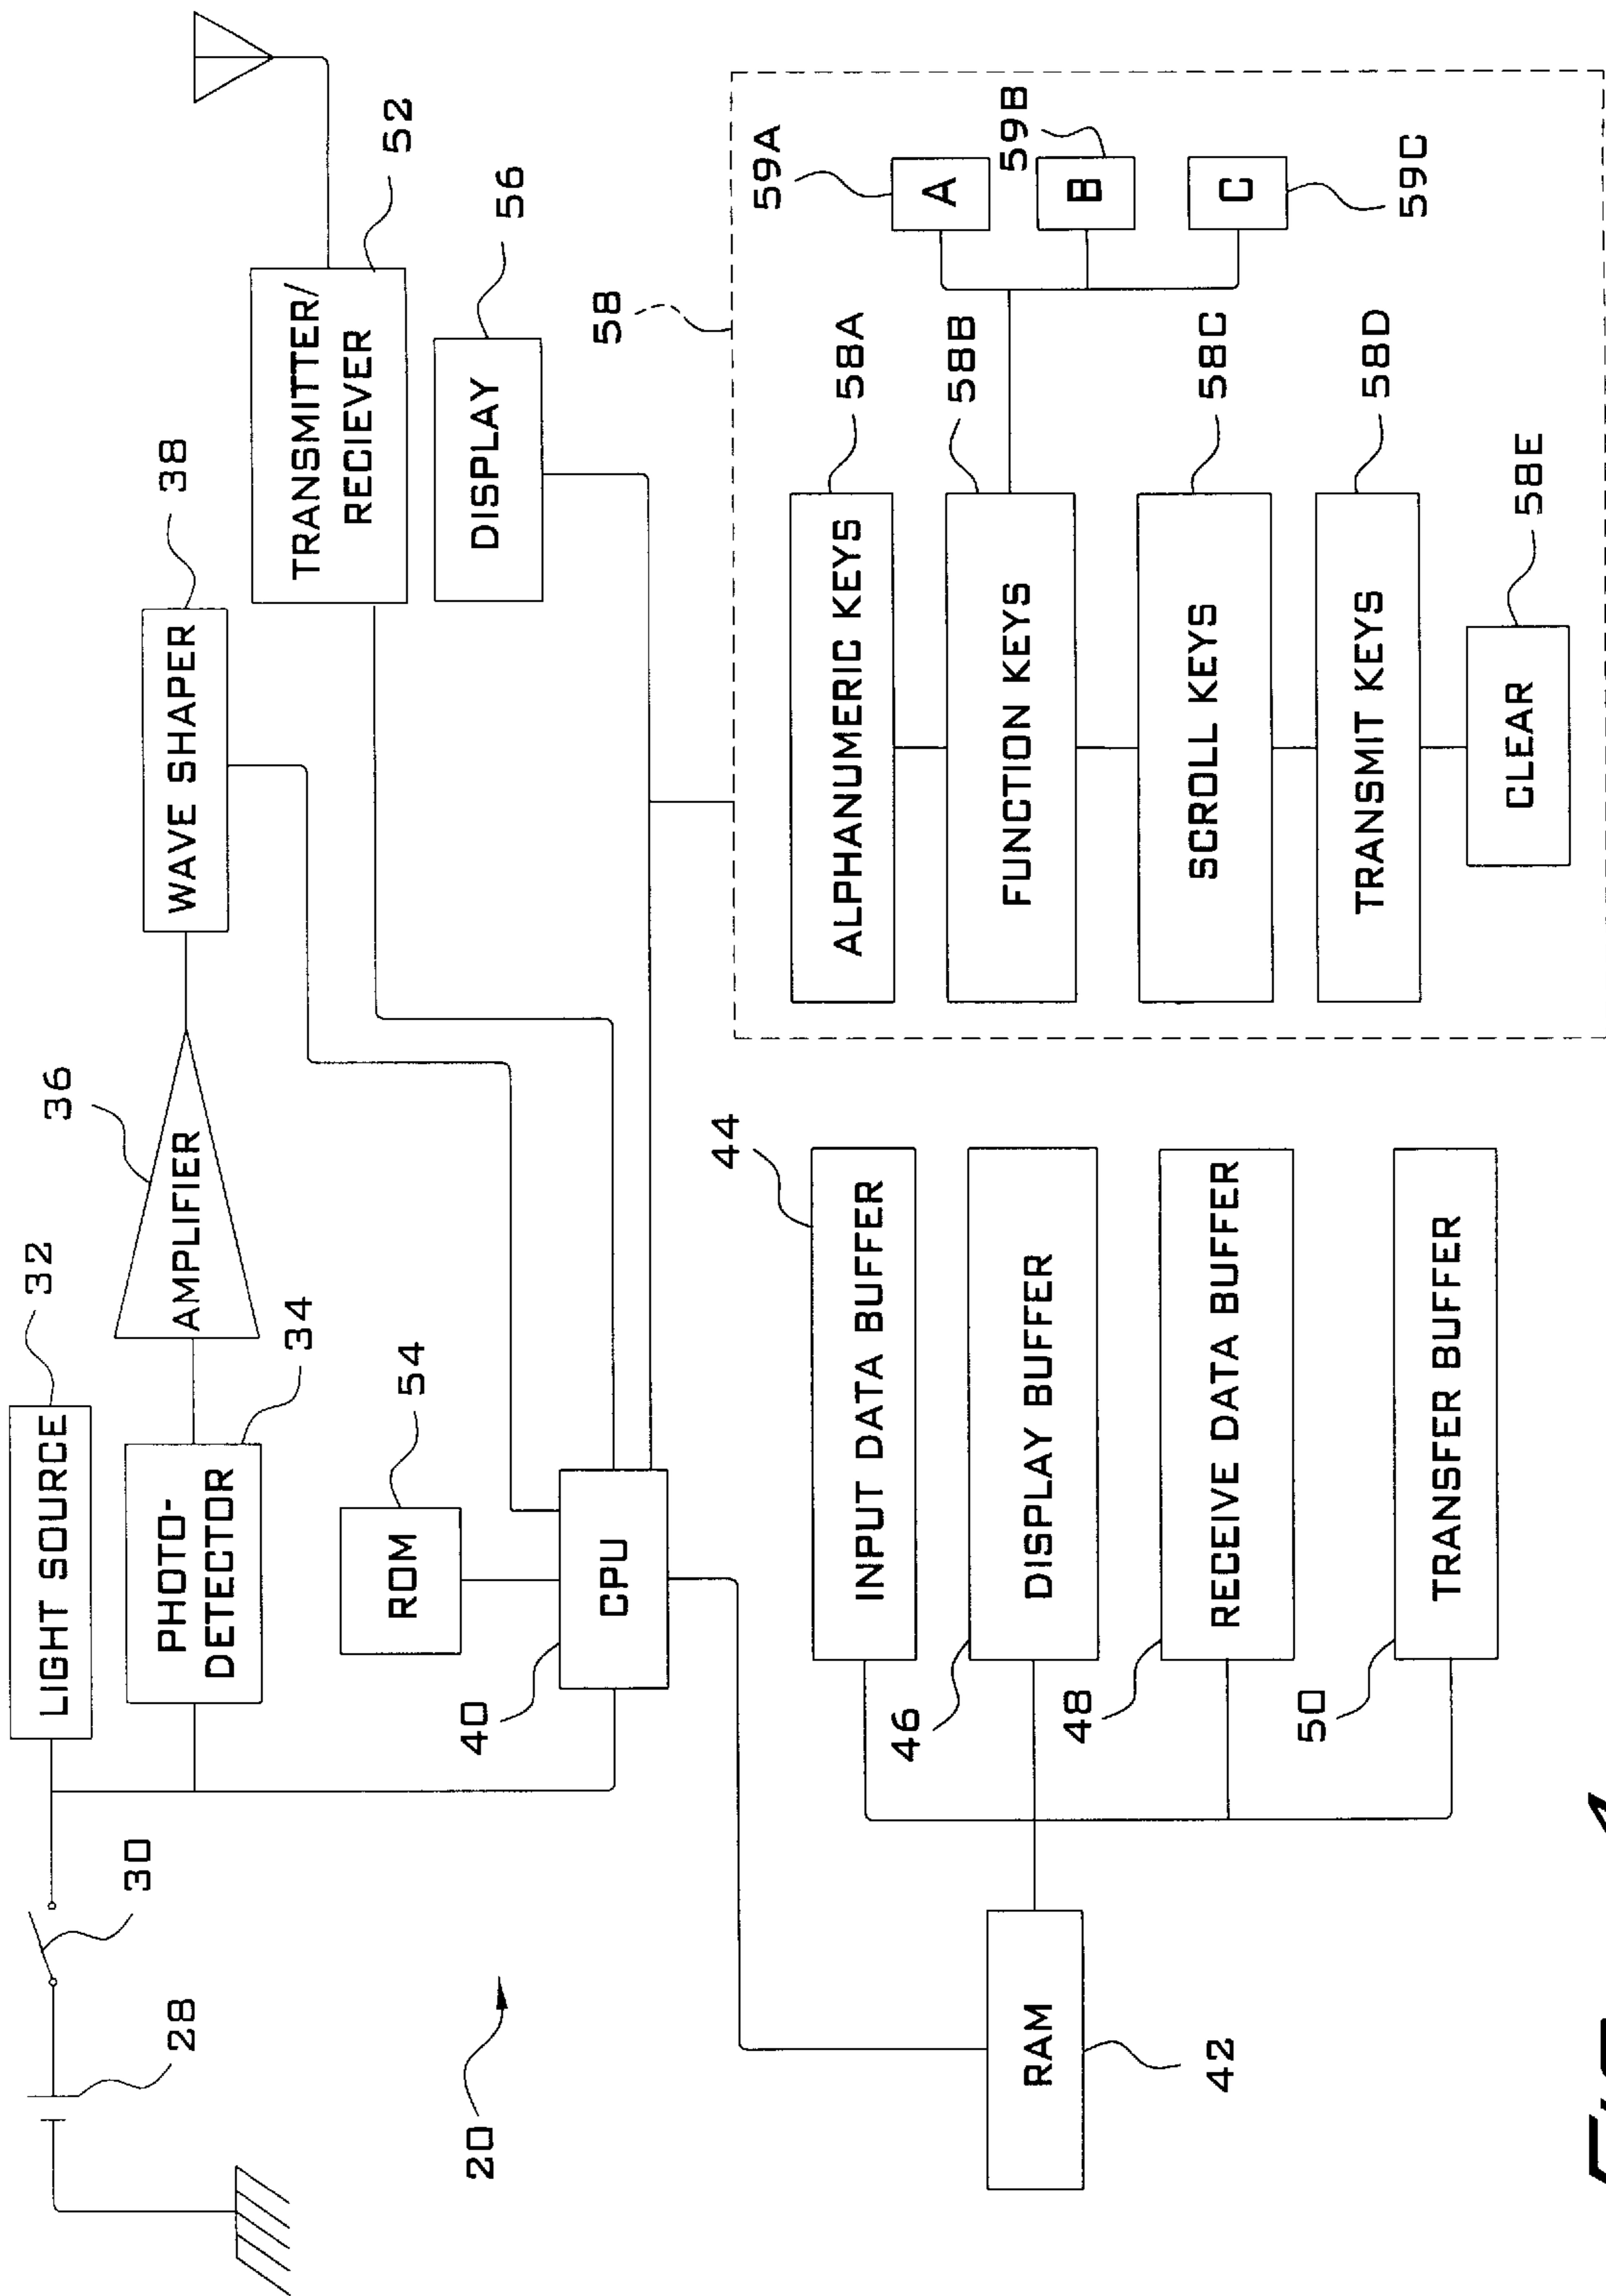 32
LIGHT SOURCE
PHOTO-
DETECTOR
34
36
AMPLIFIER
38
WAVE SHAPER
52
TRANSMITTER/
RECIEVER
56
DISPLAY
28
30
54
ROM
40
CPU
20
RAM
42
44
INPUT DATA BUFFER
46
DISPLAY BUFFER
48
RECEIVE DATA BUFFER
50
TRANSFER BUFFER
58
58A
ALPHANUMERIC KEYS
58B
FUNCTION KEYS
58C
SCROLL KEYS
58D
TRANSMIT KEYS
58E
CLEAR
59A
A
59B
B
59C
C